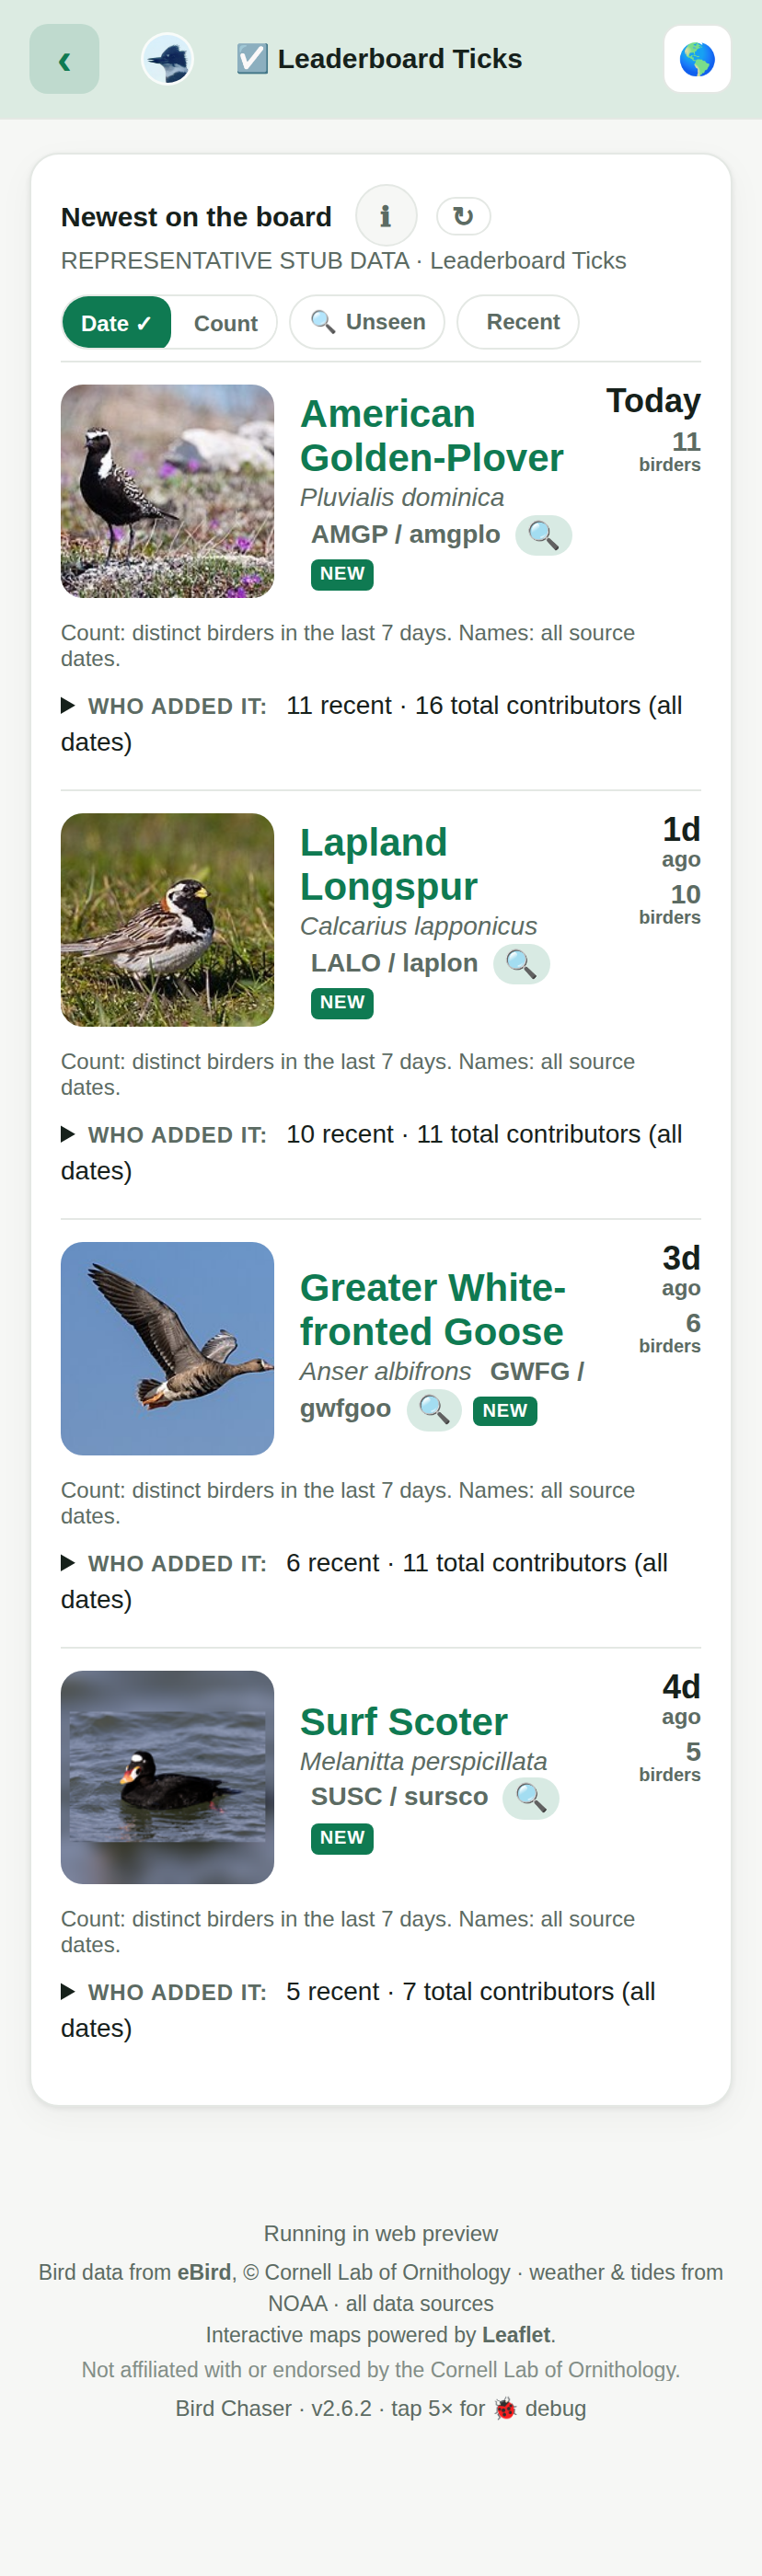 ‹ ☑️ Leaderboard Ticks 🌎
Newest on the board ℹ ↻
REPRESENTATIVE STUB DATA · Leaderboard Ticks
Date ✓ Count 🔍 Unseen Recent
American
Golden-Plover
Pluvialis dominica
AMGP / amgplo 🔍
NEW
Today
11
birders
Count: distinct birders in the last 7 days. Names: all source
dates.
▶ WHO ADDED IT: 11 recent · 16 total contributors (all
dates)
Lapland
Longspur
Calcarius lapponicus
LALO / laplon 🔍
NEW
1d
ago
10
birders
Count: distinct birders in the last 7 days. Names: all source
dates.
▶ WHO ADDED IT: 10 recent · 11 total contributors (all
dates)
Greater White-
fronted Goose
Anser albifrons GWFG /
gwfgoo 🔍 NEW
3d
ago
6
birders
Count: distinct birders in the last 7 days. Names: all source
dates.
▶ WHO ADDED IT: 6 recent · 11 total contributors (all
dates)
Surf Scoter
Melanitta perspicillata
SUSC / sursco 🔍
NEW
4d
ago
5
birders
Count: distinct birders in the last 7 days. Names: all source
dates.
▶ WHO ADDED IT: 5 recent · 7 total contributors (all
dates)
Running in web preview
Bird data from eBird, © Cornell Lab of Ornithology · weather & tides from
NOAA · all data sources
Interactive maps powered by Leaflet.
Not affiliated with or endorsed by the Cornell Lab of Ornithology.
Bird Chaser · v2.6.2 · tap 5× for 🐞 debug